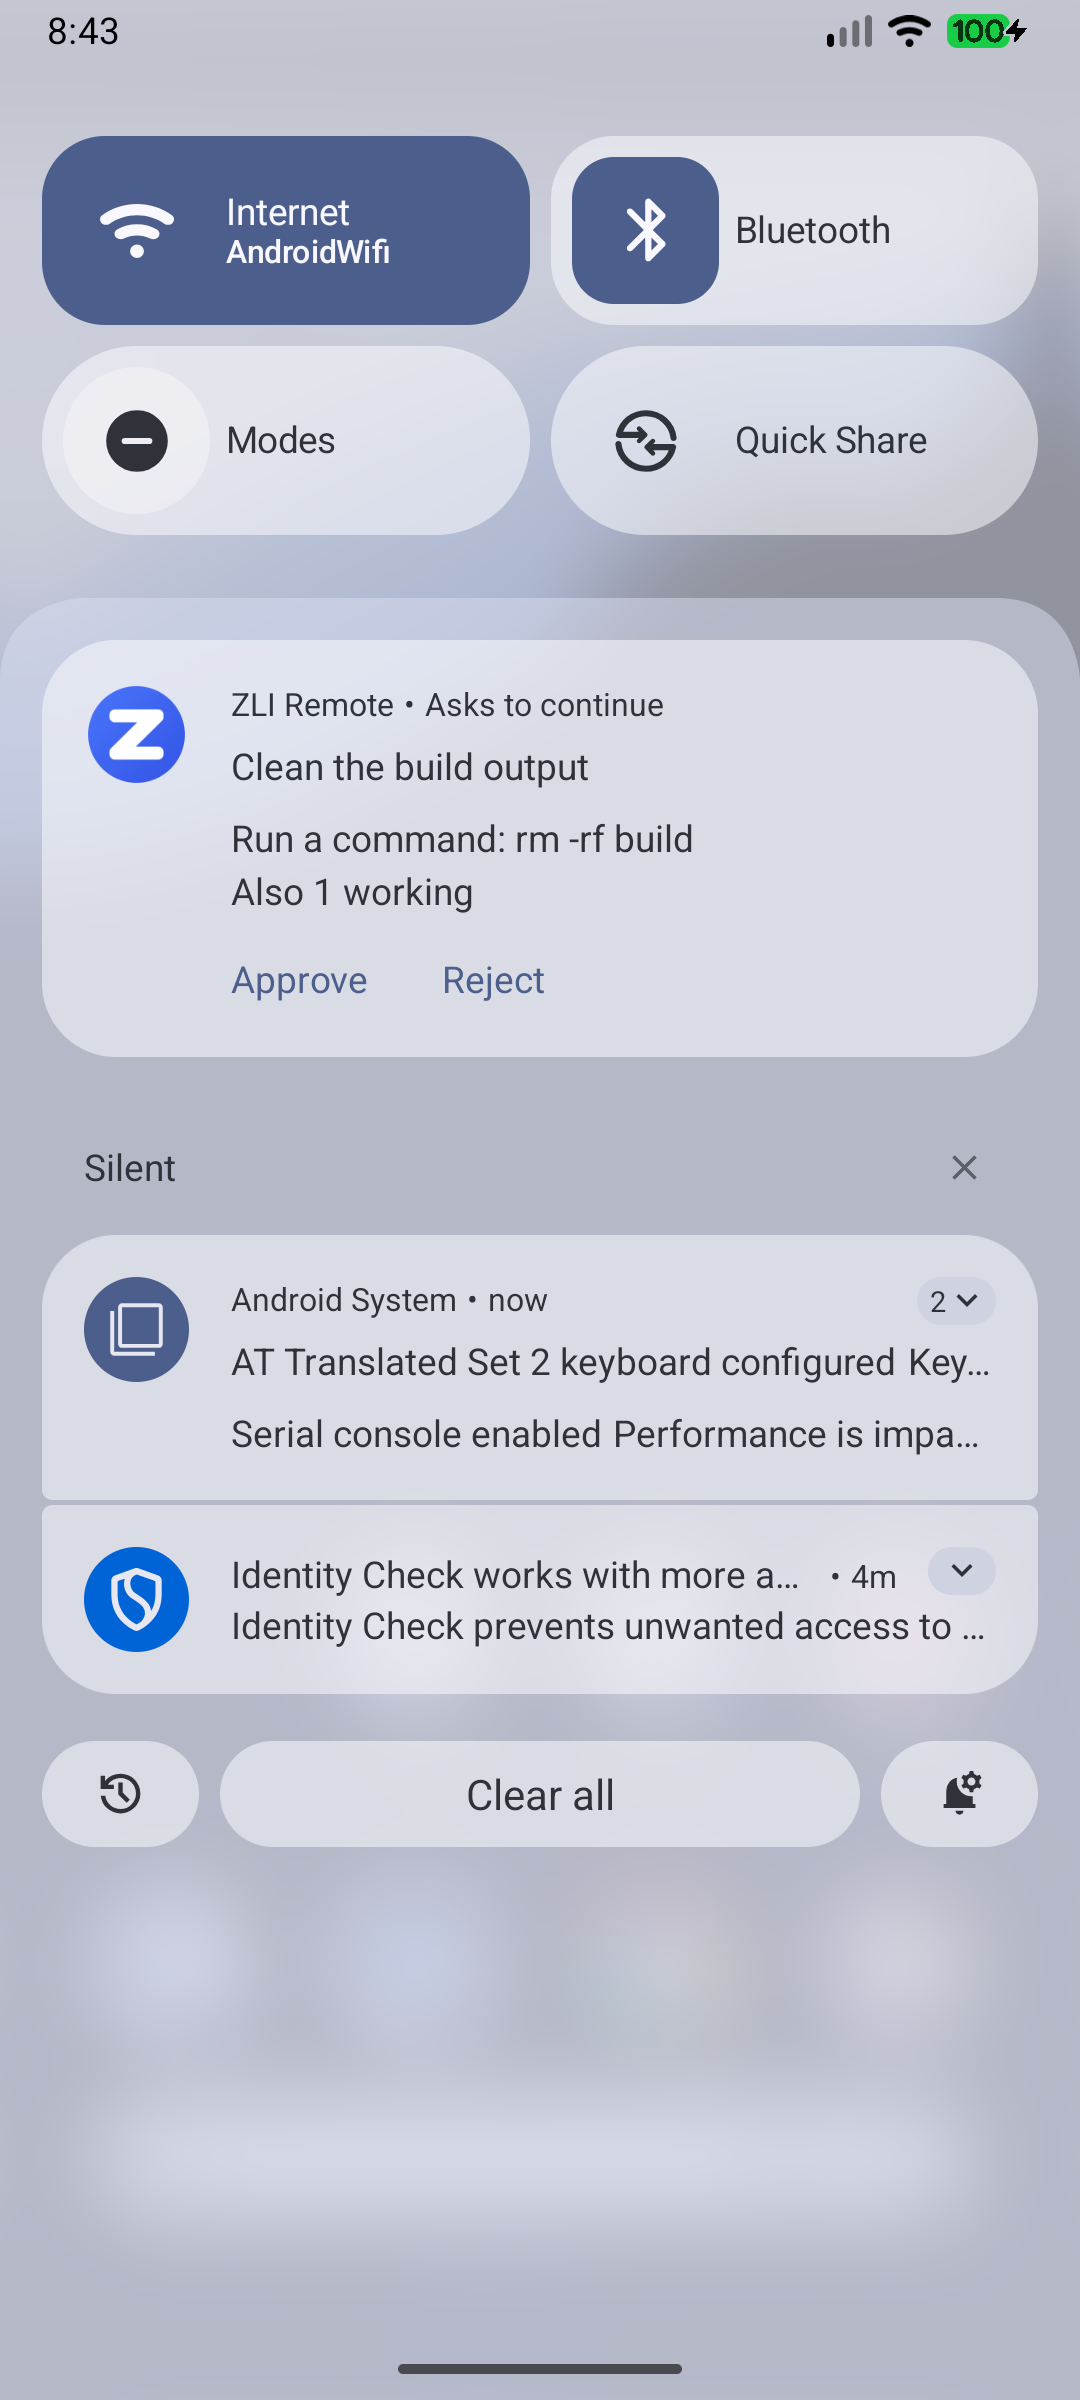 8:43
100
Internet
AndroidWifi
Bluetooth
Modes
Quick Share
ZLI Remote • Asks to continue
Clean the build output
Run a command: rm -rf build
Also 1 working
Approve Reject
Silent
Android System • now
2
AT Translated Set 2 keyboard configured Key…
Serial console enabled Performance is impa…
Identity Check works with more a… • 4m
Identity Check prevents unwanted access to …
Clear all